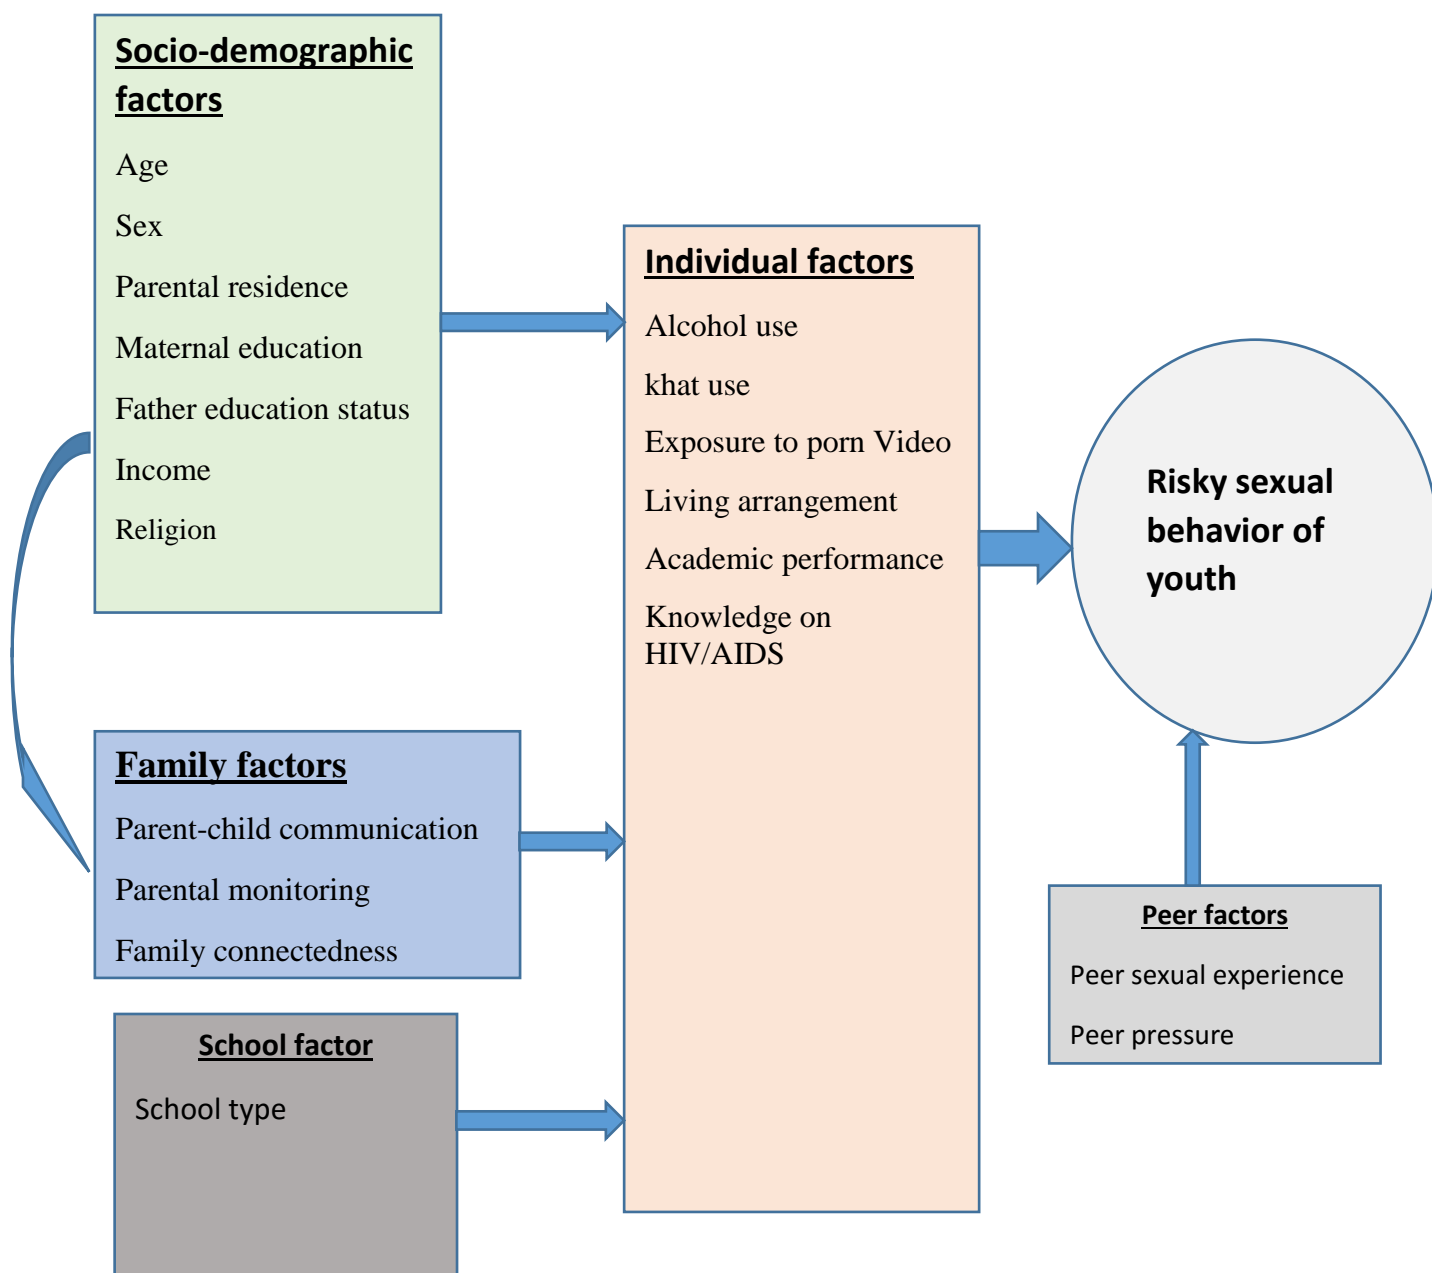 Socio-demographic
factors
Age
Sex
Parental residence
Maternal education
Father education status
Income
Religion
Individual factors
Alcohol use
khat use
Exposure to porn Video
Living arrangement
Academic performance
Knowledge on
HIV/AIDS
Risky sexual
behavior of
youth
Family factors
Parent-child communication
Parental monitoring
Family connectedness
Peer factors
Peer sexual experience
Peer pressure
School factor
School type